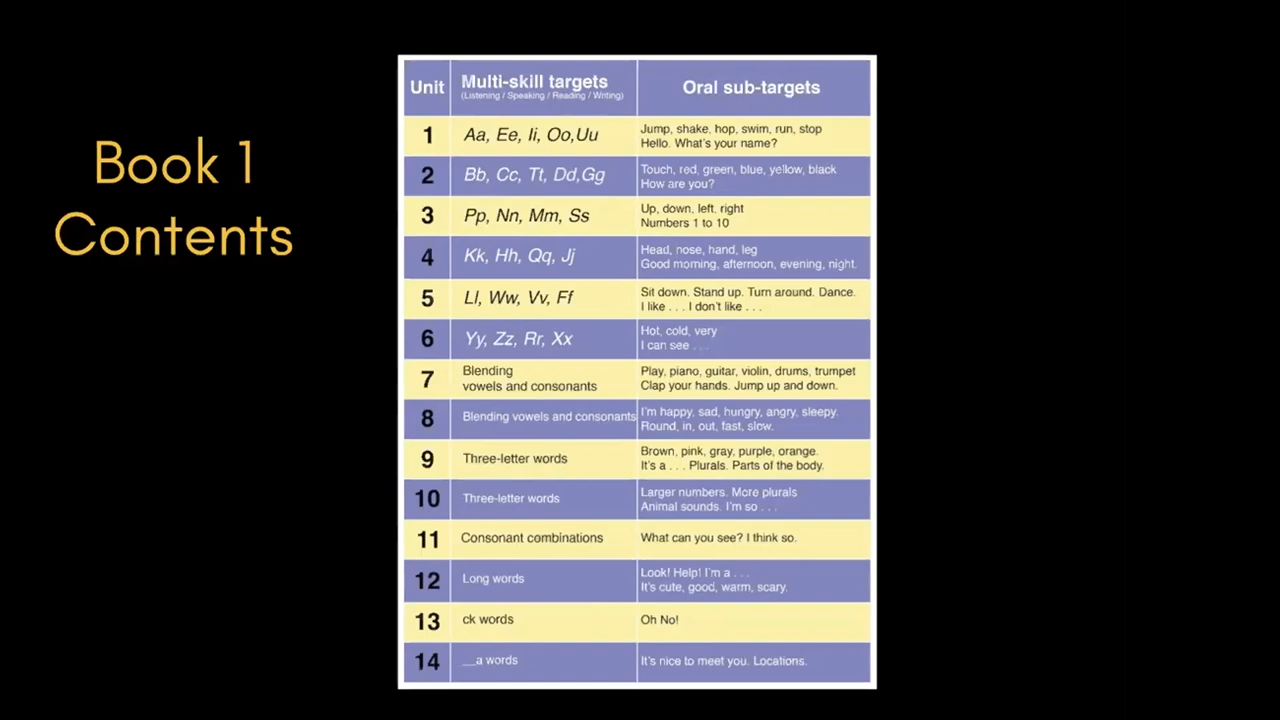 Book 1
Contents
Unit
Multi-skill targets
(Listening / Speaking / Reading / Writing)
Oral sub-targets
1
Aa, Ee, Ii, Oo,Uu
Jump, shake, hop, swim, run, stop
Hello. What's your name?
2
Bb, Cc, Tt, Dd,Gg
Touch, red, green, blue, yellow, black
How are you?
3
Pp, Nn, Mm, Ss
Up, down, left, right
Numbers 1 to 10
4
Kk, Hh, Qq, Jj
Head, nose, hand, leg
Good morning, afternoon, evening, night.
5
Ll, Ww, Vv, Ff
Sit down. Stand up. Turn around. Dance.
I like . . . I don't like . . .
6
Yy, Zz, Rr, Xx
Hot, cold, very
I can see . . .
7
Blending
vowels and consonants
Play, piano, guitar, violin, drums, trumpet
Clap your hands. Jump up and down.
8
Blending vowels and consonants
I'm happy, sad, hungry, angry, sleepy.
Round, in, out, fast, slow.
9
Three-letter words
Brown, pink, gray, purple, orange.
It's a . . . Plurals. Parts of the body.
10
Three-letter words
Larger numbers. More plurals
Animal sounds. I'm so . . .
11
Consonant combinations
What can you see? I think so.
12
Long words
Look! Help! I'm a . . .
It's cute, good, warm, scary.
13
ck words
Oh No!
14
__a words
It's nice to meet you. Locations.